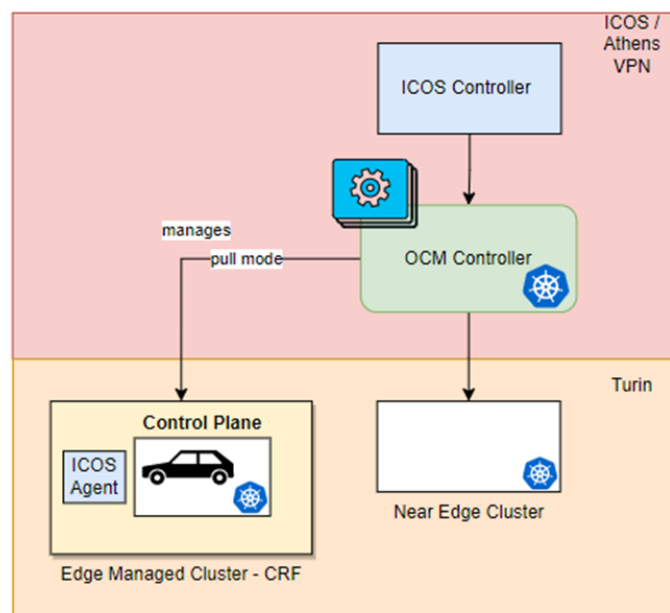 ICOS /
Athens
VPN
ICOS Controller
manages
pull mode
OCM Controller
Turin
Control Plane
ICOS
Agent
Near Edge Cluster
Edge Managed Cluster - CRF